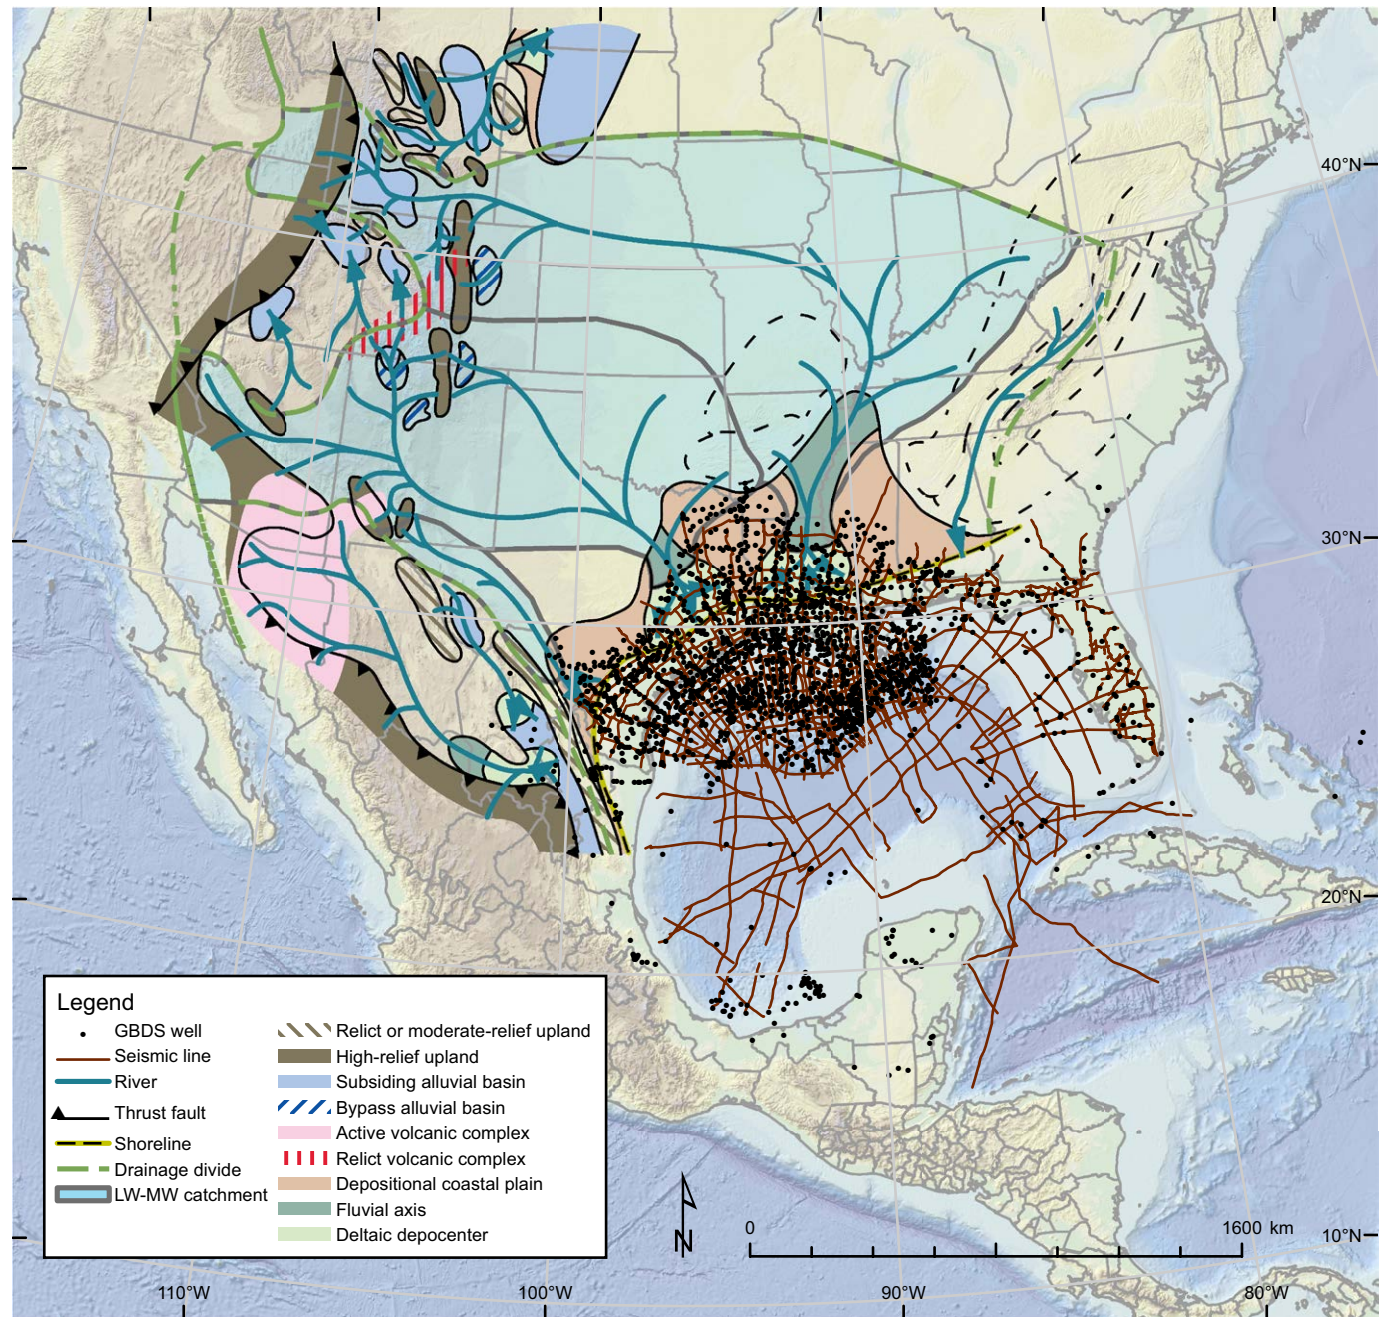 40°N
30°N
20°N
10°N
Legend
GBDS well
Seismic line
River
Thrust fault
Shoreline
Drainage divide
LW-MW catchment
Relict or moderate-relief upland
High-relief upland
Subsiding alluvial basin
Bypass alluvial basin
Active volcanic complex
Relict volcanic complex
Depositional coastal plain
Fluvial axis
Deltaic depocenter
N
0 1600 km
110°W 100°W 90°W 80°W